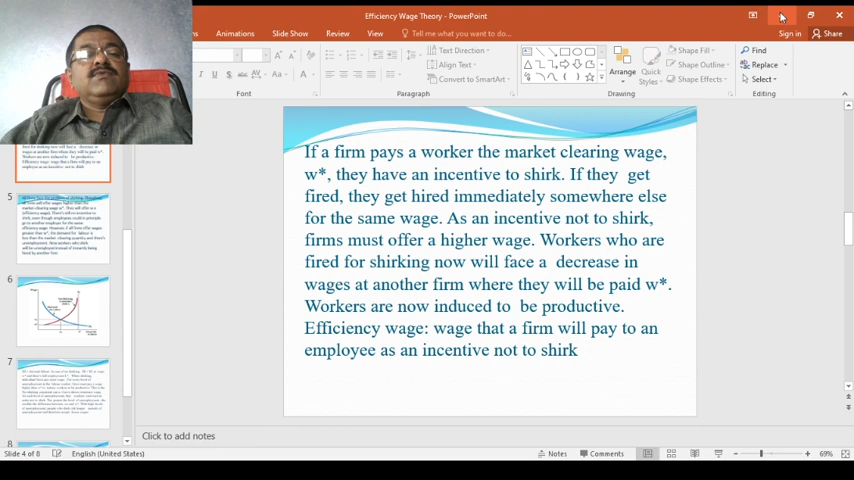 Efficiency Wage Theory - PowerPoint
Animations Slide Show Review View Tell me what you want to do... Sign in Share
Text Direction Shape Fill Find
Align Text Arrange Quick Styles Shape Outline Replace
Convert to SmartArt Shape Effects Select
Font Paragraph Drawing Editing
If a firm pays a worker the market clearing wage,
w*, they have an incentive to shirk. If they get
fired, they get hired immediately somewhere else
for the same wage. As an incentive not to shirk,
firms must offer a higher wage. Workers who are
fired for shirking now will face a decrease in
wages at another firm where they will be paid w*.
Workers are now induced to be productive.
Efficiency wage: wage that a firm will pay to an
employee as an incentive not to shirk
5
6
7
8
Click to add notes
Slide 4 of 8 English (United States) Notes Comments 69%